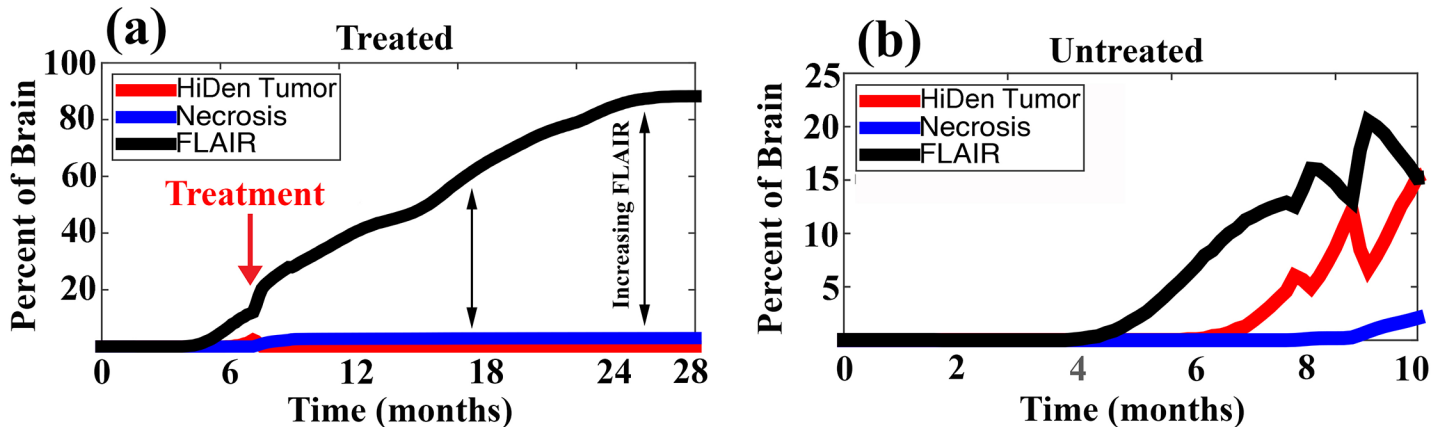 (a)
Treated
100
80
60
40
20
Percent of Brain
HiDen Tumor
Necrosis
FLAIR
Treatment
Increasing FLAIR
0 6 12 18 24 28
Time (months)
(b)
Untreated
25
20
15
10
5
Percent of Brain
HiDen Tumor
Necrosis
FLAIR
0 2 4 6 8 10
Time (months)